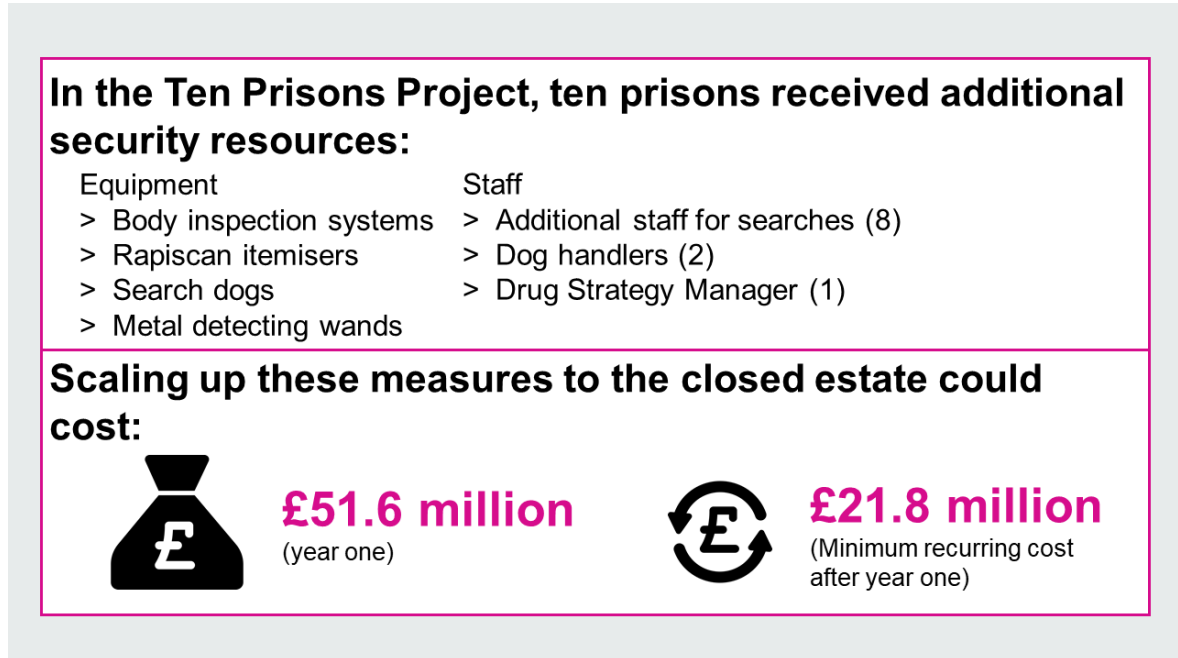 In the Ten Prisons Project, ten prisons received additional
security resources:
Equipment
> Body inspection systems
> Rapiscan itemisers
> Search dogs
> Metal detecting wands
Staff
> Additional staff for searches (8)
> Dog handlers (2)
> Drug Strategy Manager (1)
Scaling up these measures to the closed estate could
cost:
£
£51.6 million
(year one)
£
£21.8 million
(Minimum recurring cost
after year one)